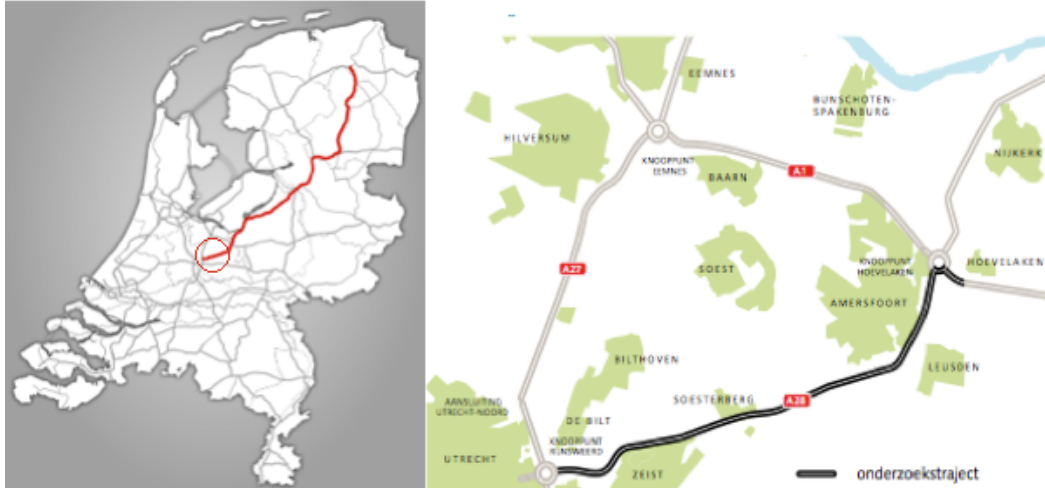 EEMNES
BUNSCHOTEN-
SPAKENBURG
HILVERSUM
NIJKERK
KNOOPPUNT
EEMNES
BAARN
A1
A27
SOEST
KNOOPPUNT
HOEVELAKEN
HOEVELAKEN
AMERSFOORT
BILTHOVEN
LEUSDEN
AANSLUITING
UTRECHT-NOORD
SOESTERBERG
A28
DE BILT
KNOOPPUNT
RIJNSWEERD
UTRECHT
ZEIST
onderzoekstraject